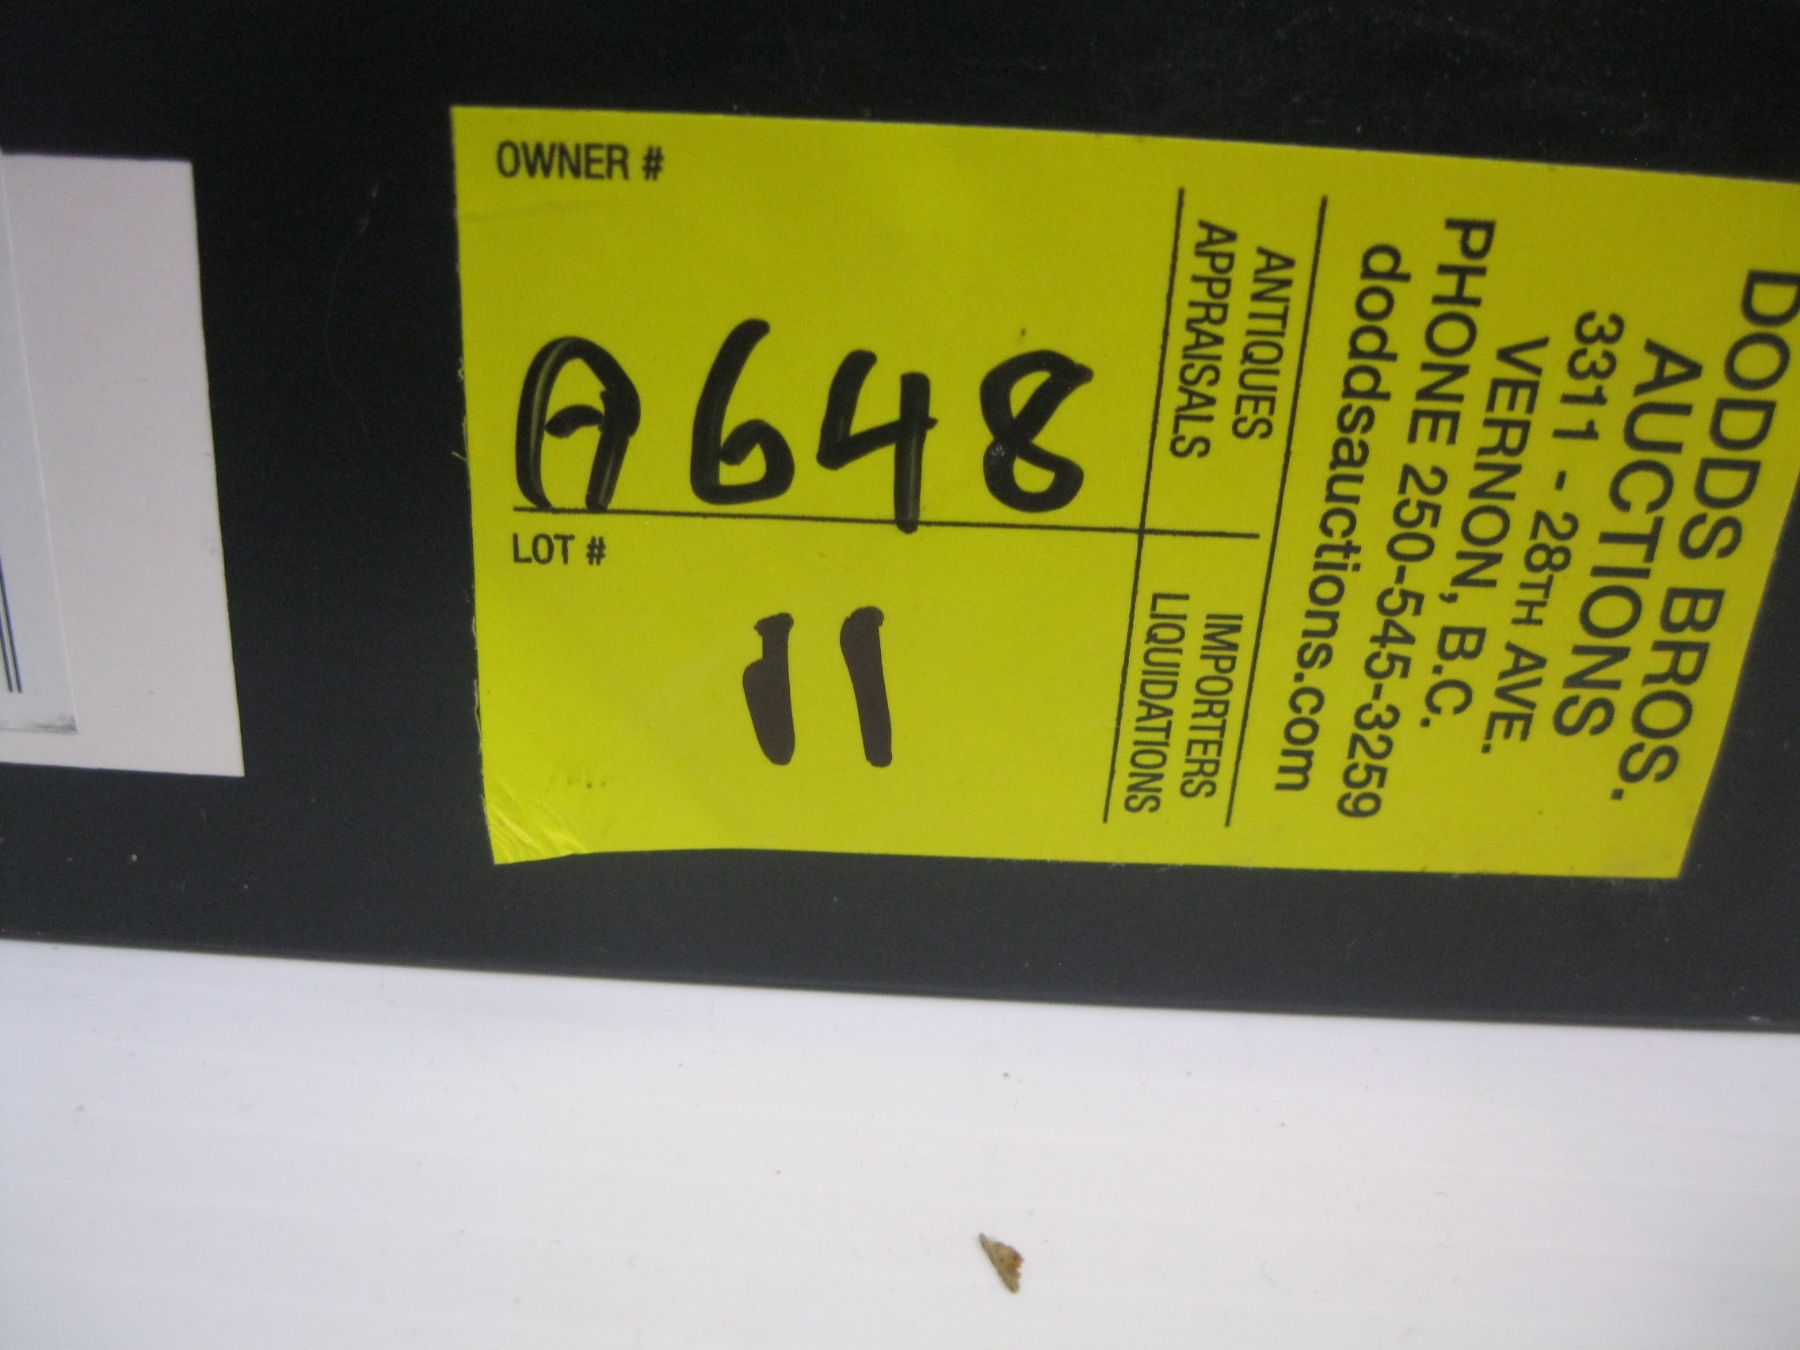 OWNER #
A648
LOT #
11
DODDS BROS.
AUCTIONS
3311 - 28TH AVE.
VERNON, B.C.
PHONE 250-545-3259
doddsauctions.com
ANTIQUES
APPRAISALS
IMPORTERS
LIQUIDATIONS